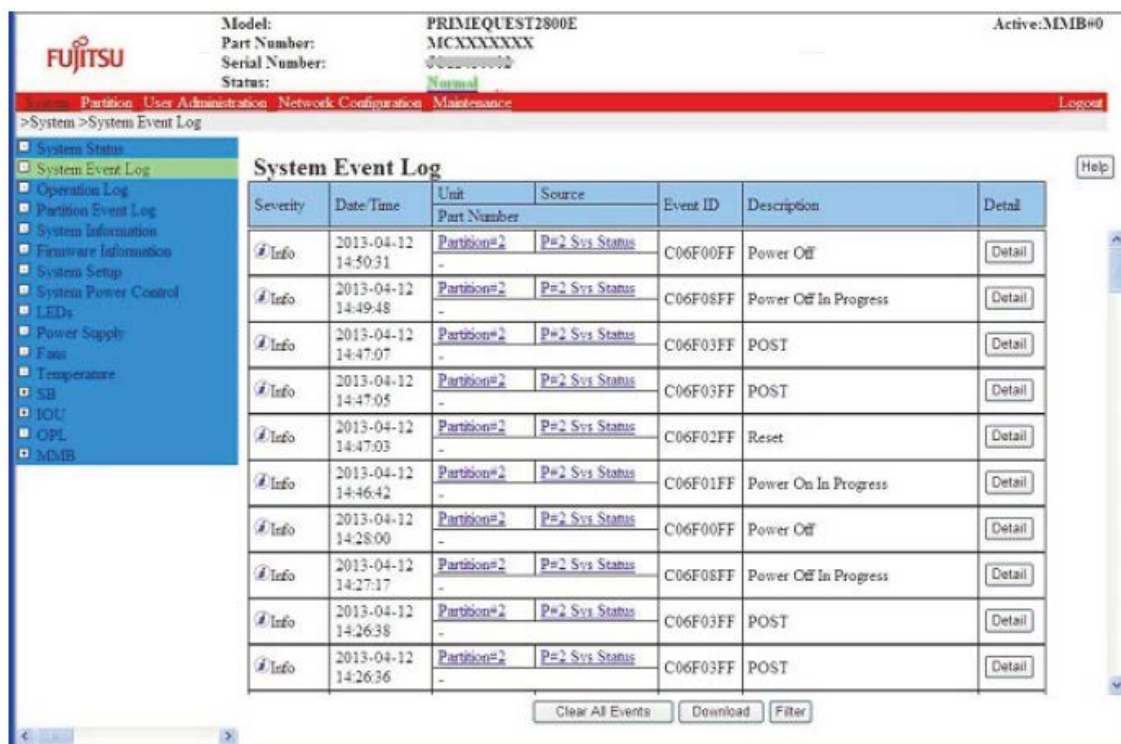 FUJITSU
Model: PRIMEQUEST2800E Active:MMB#0
Part Number: MCXXXXXXX
Serial Number:
Status: Normal
System Partition User Administration Network Configuration Maintenance Logout
>System >System Event Log
System Status
System Event Log
Operation Log
Partition Event Log
System Information
Firmware Information
System Setup
System Power Control
LEDs
Power Supply
Fans
Temperature
SB
IOU
OPL
MMB
System Event Log Help
Severity Date/Time Unit Source Event ID Description Detail
Part Number
Info 2013-04-12 14:50:31 Partition#2 P#2 Sys Status - C06F00FF Power Off Detail
Info 2013-04-12 14:49:48 Partition#2 P#2 Sys Status - C06F08FF Power Off In Progress Detail
Info 2013-04-12 14:47:07 Partition#2 P#2 Sys Status - C06F03FF POST Detail
Info 2013-04-12 14:47:05 Partition#2 P#2 Sys Status - C06F03FF POST Detail
Info 2013-04-12 14:47:03 Partition#2 P#2 Sys Status - C06F02FF Reset Detail
Info 2013-04-12 14:46:42 Partition#2 P#2 Sys Status - C06F01FF Power On In Progress Detail
Info 2013-04-12 14:28:00 Partition#2 P#2 Sys Status - C06F00FF Power Off Detail
Info 2013-04-12 14:27:17 Partition#2 P#2 Sys Status - C06F08FF Power Off In Progress Detail
Info 2013-04-12 14:26:38 Partition#2 P#2 Sys Status - C06F03FF POST Detail
Info 2013-04-12 14:26:36 Partition#2 P#2 Sys Status - C06F03FF POST Detail
Clear All Events Download Filter